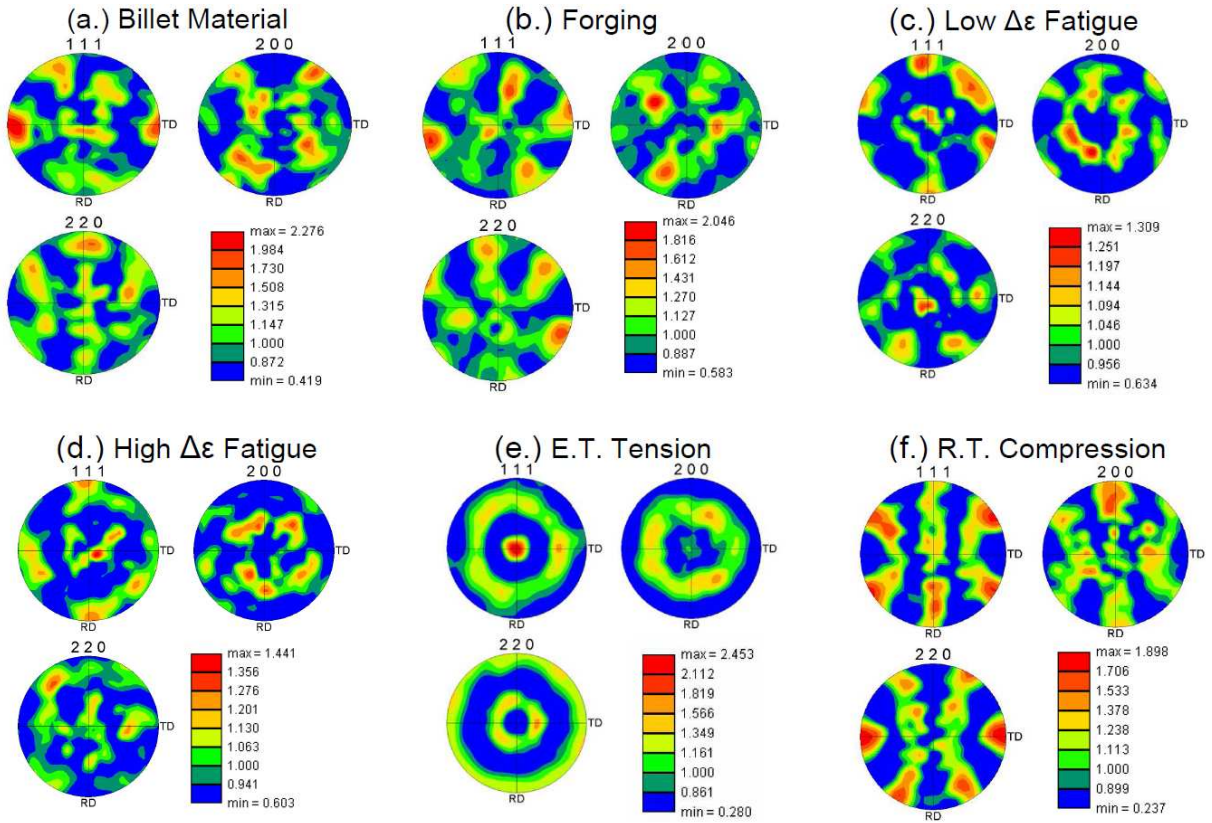 (a.) Billet Material
1 1 1
2 0 0
TD
TD
RD
RD
2 2 0
TD
RD
max = 2.276
1.984
1.730
1.508
1.315
1.147
1.000
0.872
min = 0.419
(b.) Forging
1 1 1
2 0 0
TD
TD
RD
RD
2 2 0
TD
RD
max = 2.046
1.816
1.612
1.431
1.270
1.127
1.000
0.887
min = 0.583
(c.) Low Δε Fatigue
1 1 1
2 0 0
TD
TD
RD
RD
2 2 0
TD
RD
max = 1.309
1.251
1.197
1.144
1.094
1.046
1.000
0.956
min = 0.634
(d.) High Δε Fatigue
1 1 1
2 0 0
TD
TD
RD
RD
2 2 0
TD
RD
max = 1.441
1.356
1.276
1.201
1.130
1.063
1.000
0.941
min = 0.603
(e.) E.T. Tension
1 1 1
2 0 0
TD
TD
RD
RD
2 2 0
TD
RD
max = 2.453
2.112
1.819
1.566
1.349
1.161
1.000
0.861
min = 0.280
(f.) R.T. Compression
1 1 1
2 0 0
TD
TD
RD
RD
2 2 0
TD
RD
max = 1.898
1.706
1.533
1.378
1.238
1.113
1.000
0.899
min = 0.237